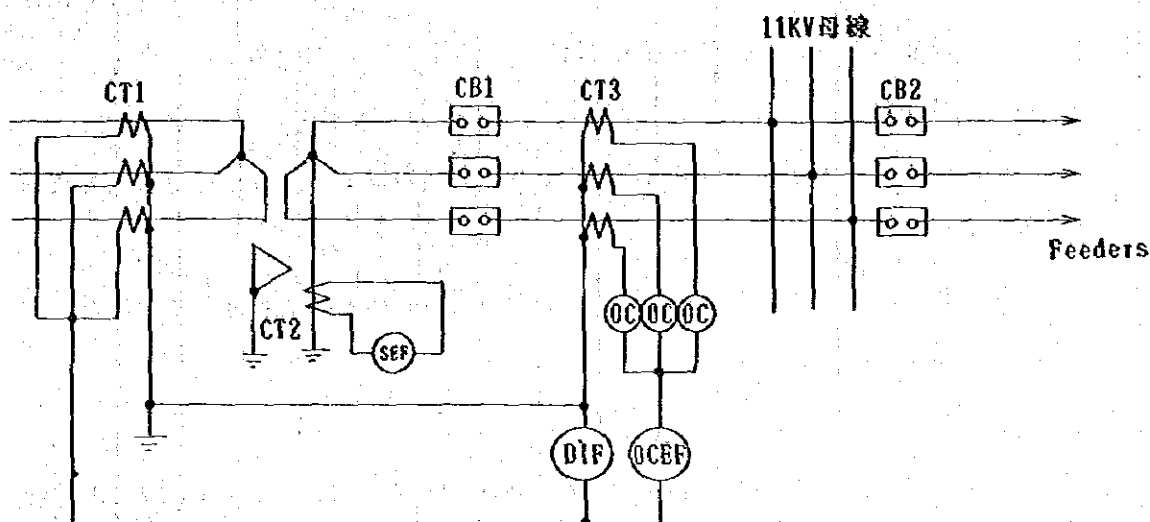 11KV母線
CT1
CB1
CT3
CB2
Feeders
CT2
SEF
OC
OC
OC
DIF
OCEF